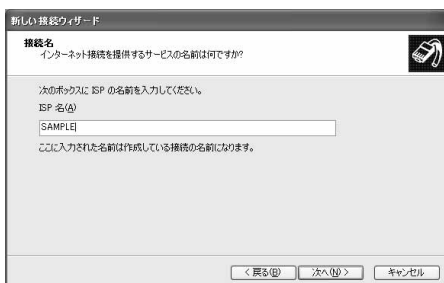 新しい接続ウィザード
接続名
インターネット接続を提供するサービスの名前は何ですか?
次のボックスに ISP の名前を入力してください。
ISP 名(A)
SAMPLE
ここに入力された名前は作成している接続の名前になります。
< 戻る(B) 次へ(N) > キャンセル